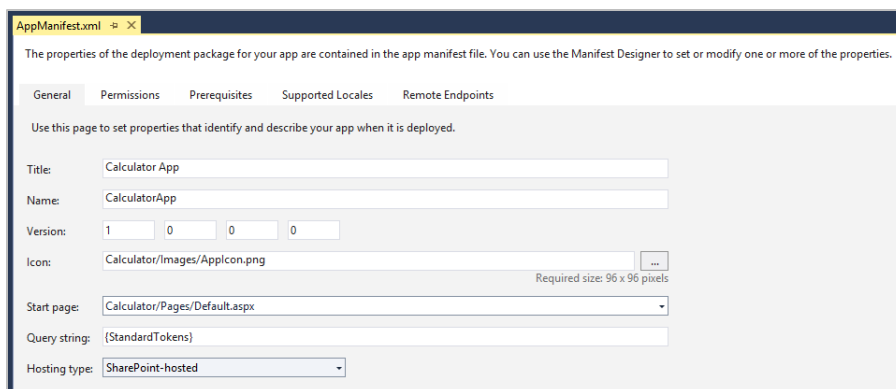 AppManifest.xml
The properties of the deployment package for your app are contained in the app manifest file. You can use the Manifest Designer to set or modify one or more of the properties.
General Permissions Prerequisites Supported Locales Remote Endpoints
Use this page to set properties that identify and describe your app when it is deployed.
Title: Calculator App
Name: CalculatorApp
Version: 1 0 0 0
Icon: Calculator/Images/AppIcon.png ...
Required size: 96 x 96 pixels
Start page: Calculator/Pages/Default.aspx
Query string: {StandardTokens}
Hosting type: SharePoint-hosted